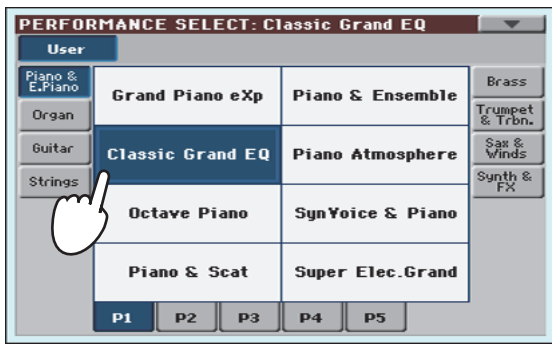 PERFORMANCE SELECT: Classic Grand EQ
User
Piano &
E.Piano
Organ
Guitar
Strings
Grand Piano eXp
Piano & Ensemble
Classic Grand EQ
Piano Atmosphere
Octave Piano
SynVoice & Piano
Piano & Scat
Super Elec.Grand
Brass
Trumpet
& Trbn.
Sax &
Winds
Synth &
FX
P1
P2
P3
P4
P5